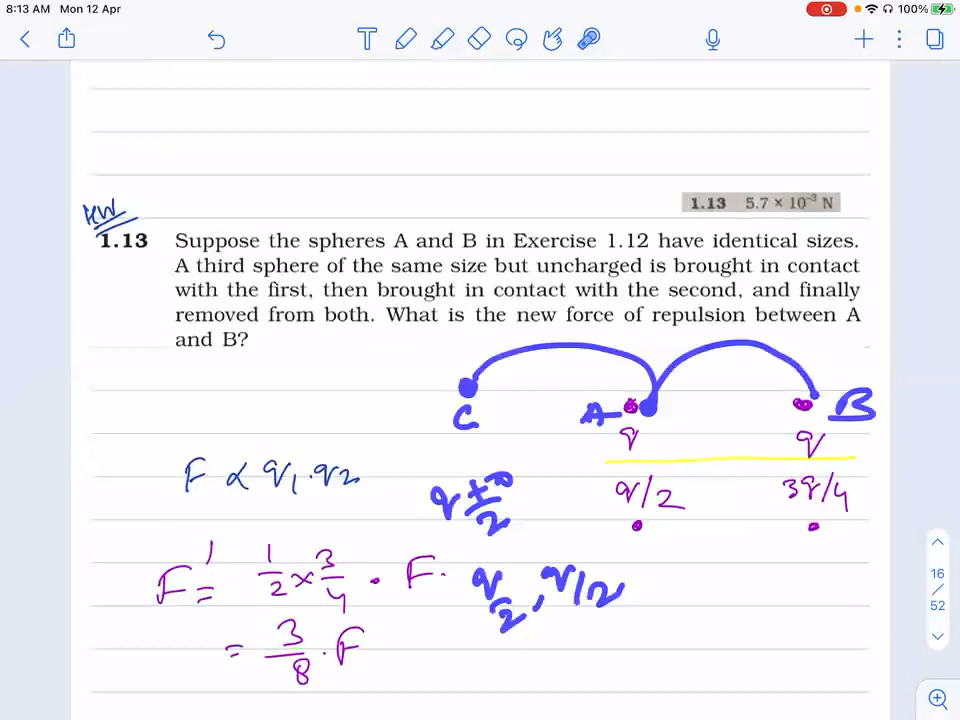 8:13 AM Mon 12 Apr
100%
T
1.13 5.7 × 10⁻³ N
HW
1.13 Suppose the spheres A and B in Exercise 1.12 have identical sizes.
A third sphere of the same size but uncharged is brought in contact
with the first, then brought in contact with the second, and finally
removed from both. What is the new force of repulsion between A
and B?
C A B
q q
F ∝ q₁.q₂
q+0/2
q/2 3q/4
F' = 1/2 × 3/4 . F.
q/2, q/2
= 3/8 . F
16
/
52